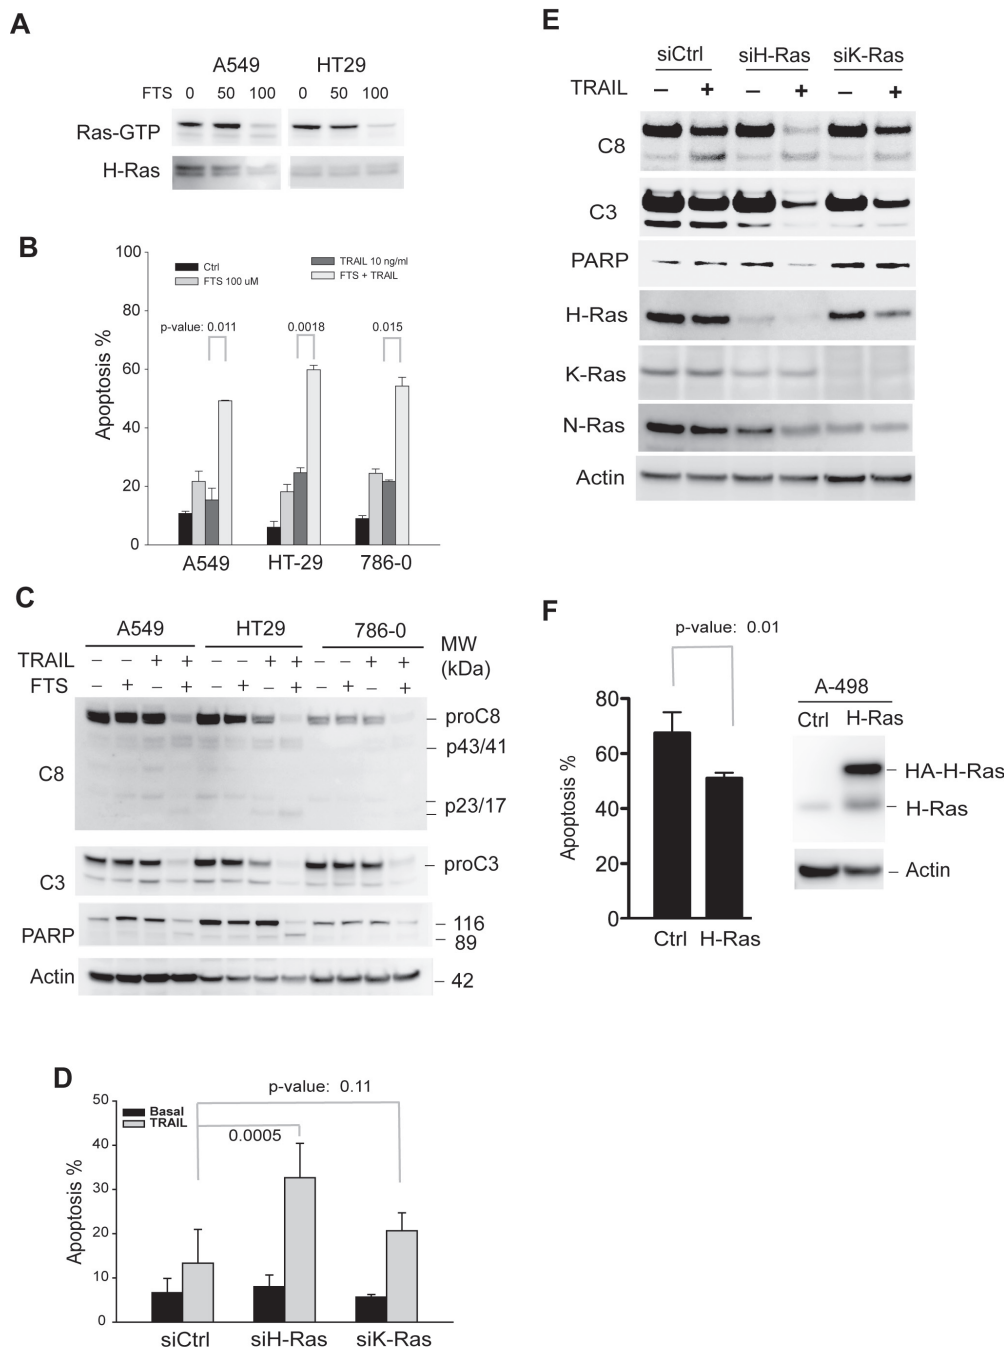 A
A549 HT29
FTS 0 50 100 0 50 100
Ras-GTP
H-Ras
B
100
80
60
40
20
0
Apoptosis %
Ctrl
FTS 100 uM
TRAIL 10 ng/ml
FTS + TRAIL
p-value: 0.011 0.0018 0.015
A549 HT-29 786-0
C
A549 HT29 786-0
MW
(kDa)
TRAIL – – + + – – + + – – + +
FTS – + – + – + – + – + – +
C8
proC8
p43/41
p23/17
C3
proC3
PARP
116
89
Actin
42
D
p-value: 0.11
0.0005
50
40
30
20
10
0
Apoptosis %
Basal
TRAIL
siCtrl siH-Ras siK-Ras
E
siCtrl siH-Ras siK-Ras
TRAIL – + – + – +
C8
C3
PARP
H-Ras
K-Ras
N-Ras
Actin
F
p-value: 0.01
80
60
40
20
0
Apoptosis %
Ctrl H-Ras
A-498
Ctrl H-Ras
HA-H-Ras
H-Ras
Actin